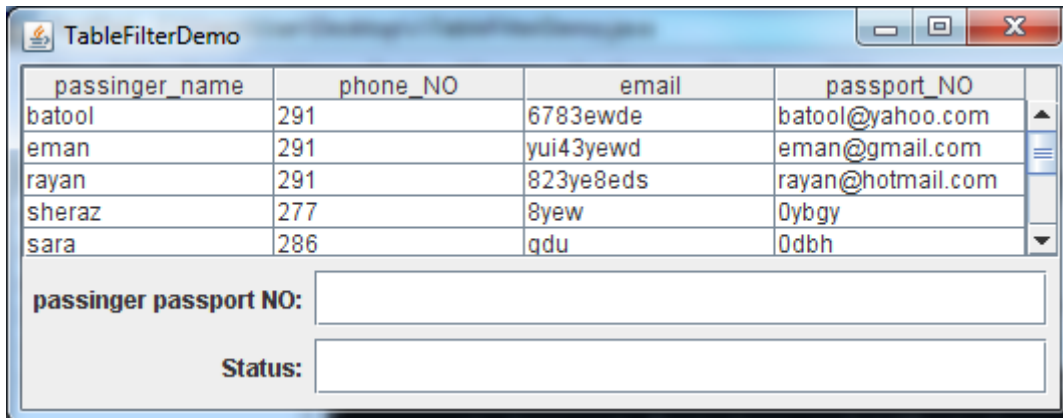 TableFilterDemo
passinger_name phone_NO email passport_NO
batool 291 6783ewde batool@yahoo.com
eman 291 yui43yewd eman@gmail.com
rayan 291 823ye8eds rayan@hotmail.com
sheraz 277 8yew 0ybgy
sara 286 qdu 0dbh
passinger passport NO:
Status: